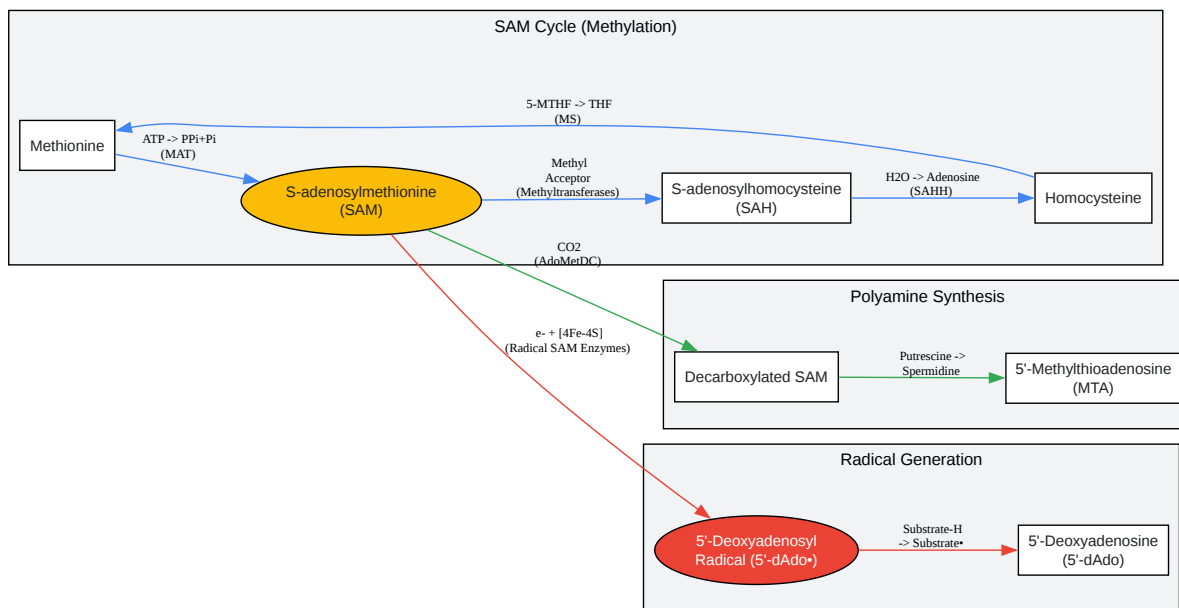 SAM Cycle (Methylation)
5-MTHF -> THF
(MS)
Methionine
ATP -> PPi+Pi
(MAT)
S-adenosylmethionine
(SAM)
Methyl
Acceptor
(Methyltransferases)
S-adenosylhomocysteine
(SAH)
H2O -> Adenosine
(SAHH)
Homocysteine
CO2
(AdoMetDC)
e- + [4Fe-4S]
(Radical SAM Enzymes)
Polyamine Synthesis
Decarboxylated SAM
Putrescine ->
Spermidine
5'-Methylthioadenosine
(MTA)
Radical Generation
5'-Deoxyadenosyl
Radical (5'-dAdo•)
Substrate-H
-> Substrate•
5'-Deoxyadenosine
(5'-dAdo)